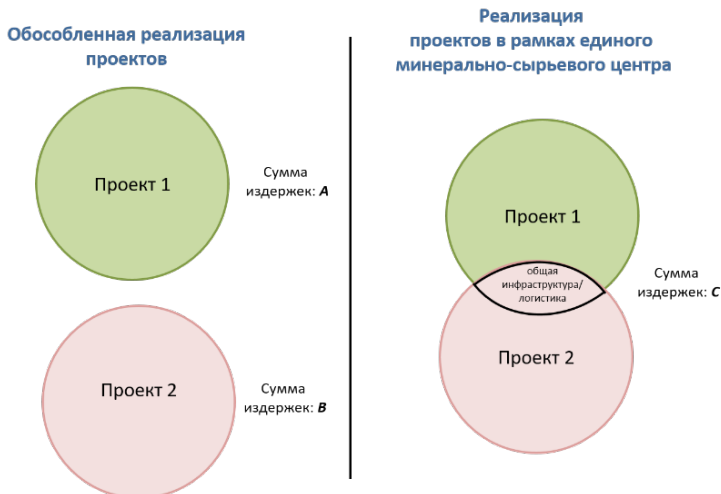 Обособленная реализация
проектов
Проект 1
Сумма
издержек: A
Проект 2
Сумма
издержек: B
Реализация
проектов в рамках единого
минерально-сырьевого центра
Проект 1
общая
инфраструктура/
логистика
Сумма
издержек: C
Проект 2